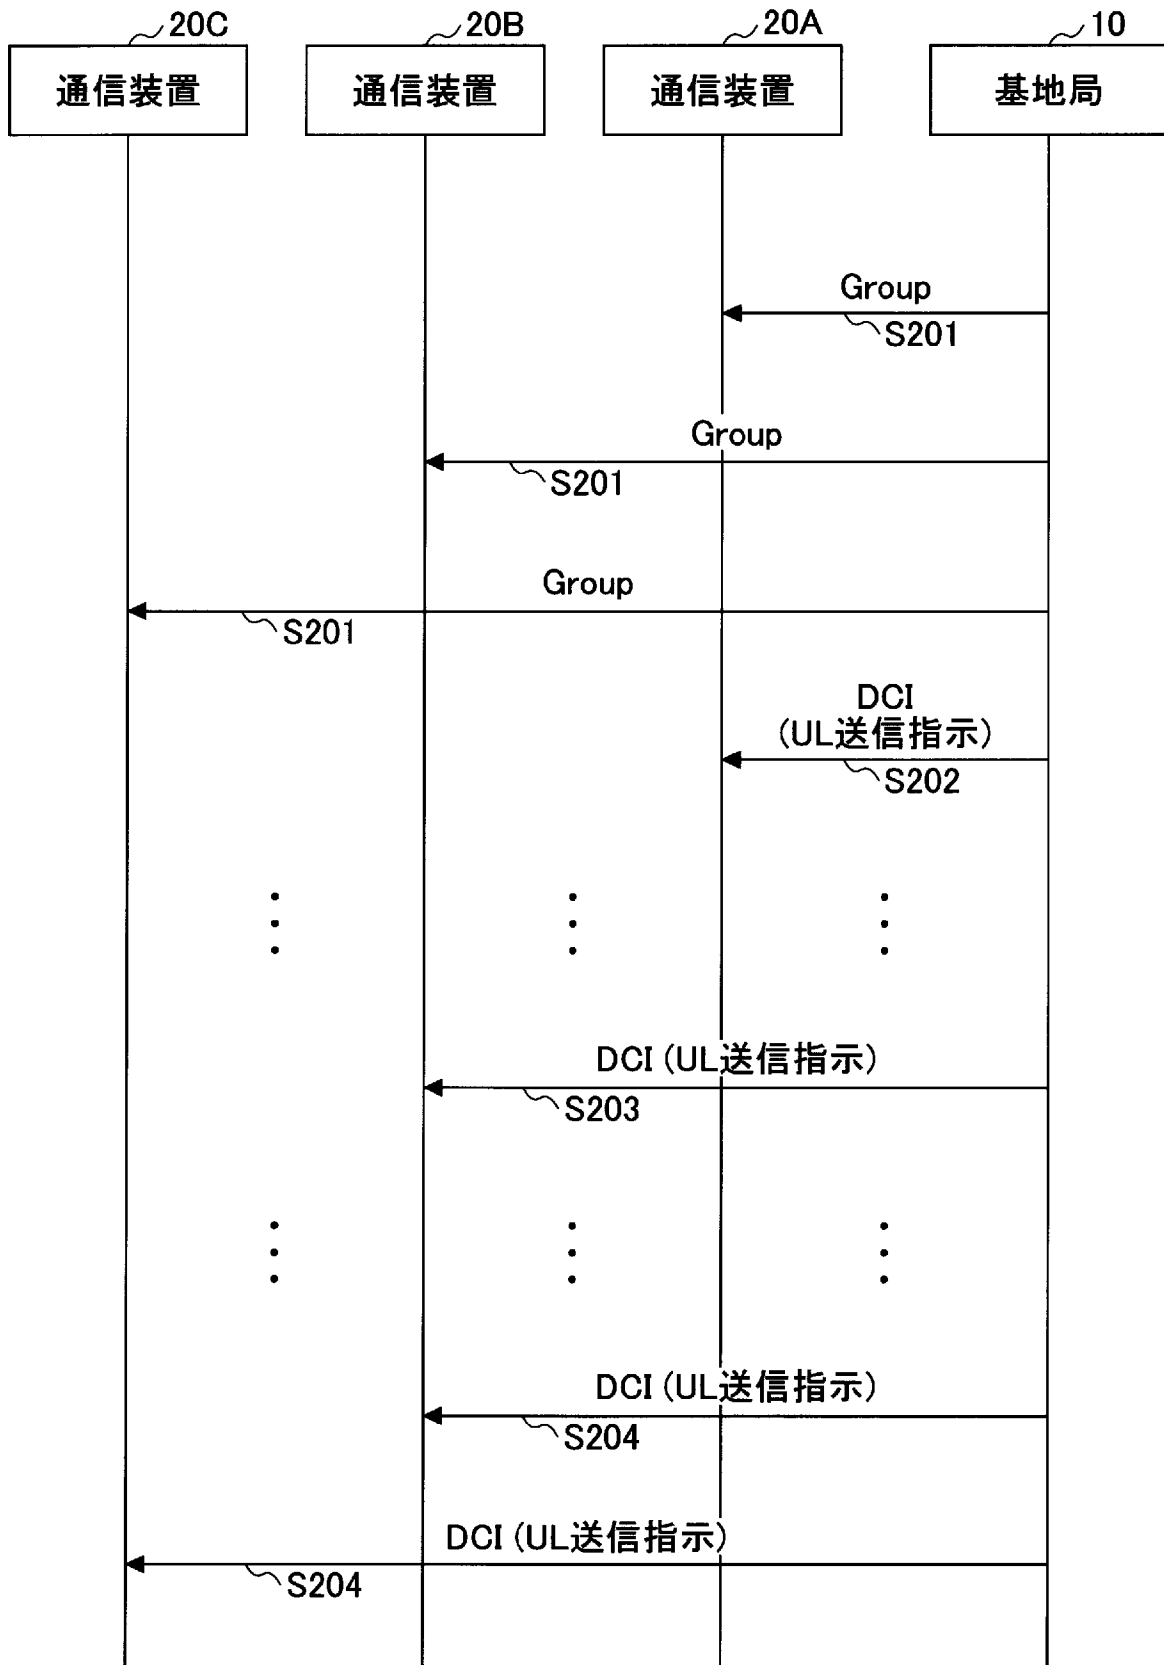 20C
20B
20A
10
通信装置
通信装置
通信装置
基地局
Group
S201
Group
S201
Group
S201
DCI
(UL送信指示)
S202
DCI (UL送信指示)
S203
DCI (UL送信指示)
S204
DCI (UL送信指示)
S204